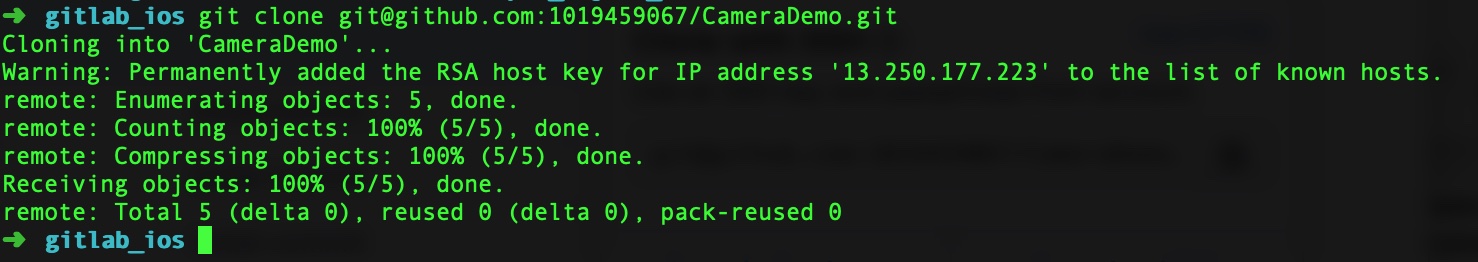 ➜ gitlab_ios git clone git@github.com:1019459067/CameraDemo.git
Cloning into 'CameraDemo'...
Warning: Permanently added the RSA host key for IP address '13.250.177.223' to the list of known hosts.
remote: Enumerating objects: 5, done.
remote: Counting objects: 100% (5/5), done.
remote: Compressing objects: 100% (5/5), done.
Receiving objects: 100% (5/5), done.
remote: Total 5 (delta 0), reused 0 (delta 0), pack-reused 0
➜ gitlab_ios